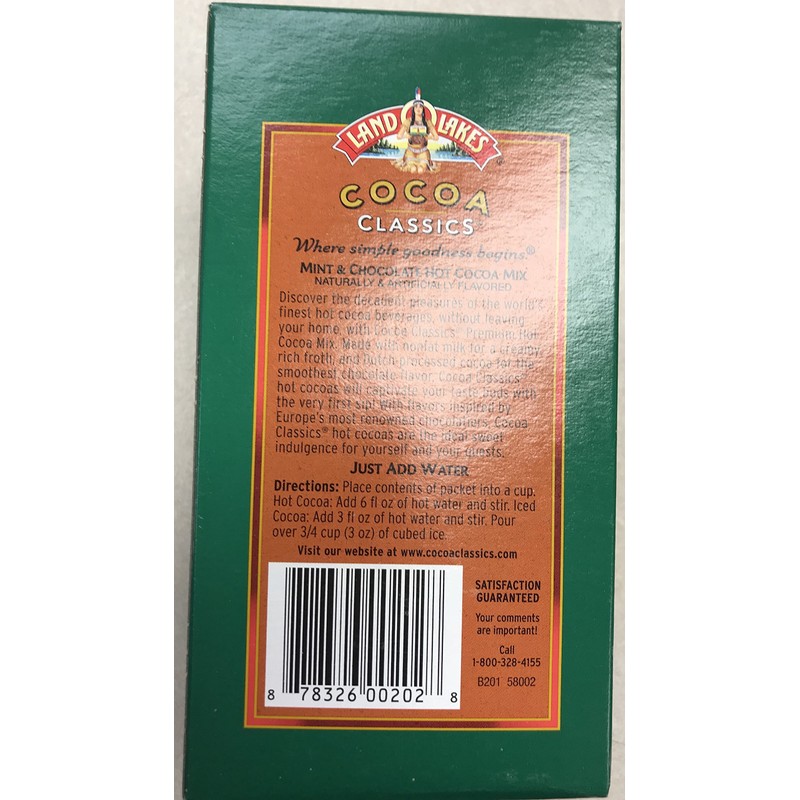 LAND O LAKES®
COCOA
CLASSICS
Where simple goodness begins.®
MINT & CHOCOLATE HOT COCOA MIX
NATURALLY & ARTIFICIALLY FLAVORED
Discover the decadent pleasures of the world's
finest hot cocoa beverages, without leaving
your home, with Cocoa Classics® Premium Hot
Cocoa Mix. Made with nonfat milk for a creamy,
rich froth, and Dutch-processed cocoa for the
smoothest chocolate flavor, Cocoa Classics®
hot cocoas will captivate your taste buds with
the very first sip! With flavors inspired by
Europe's most renowned chocolatiers, Cocoa
Classics® hot cocoas are the ideal sweet
indulgence for yourself and your guests.
JUST ADD WATER
Directions: Place contents of packet into a cup.
Hot Cocoa: Add 6 fl oz of hot water and stir. Iced
Cocoa: Add 3 fl oz of hot water and stir. Pour
over 3/4 cup (3 oz) of cubed ice.
Visit our website at www.cocoaclassics.com
SATISFACTION
GUARANTEED
Your comments
are important!
Call
1-800-328-4155
B201 58002
8 78326 00202 8